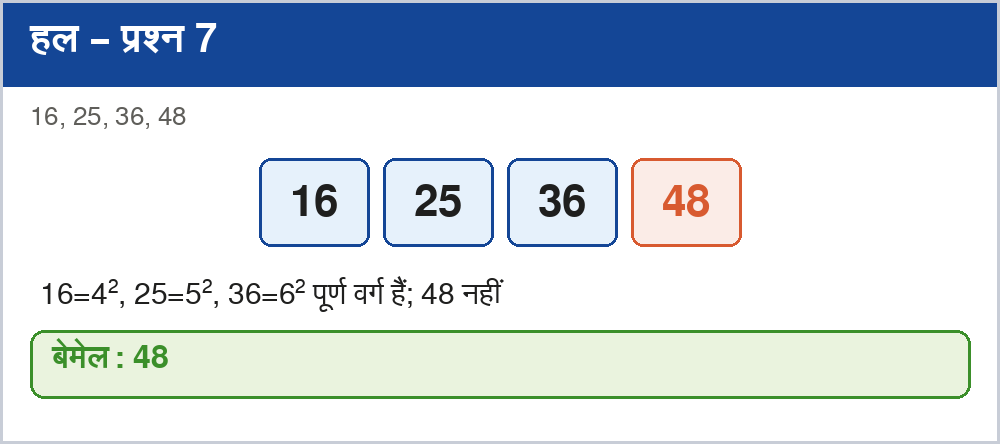 हल – प्रश्न 7
16, 25, 36, 48
16 25 36 48
16=4², 25=5², 36=6² पूर्ण वर्ग हैं; 48 नहीं
बेमेल : 48